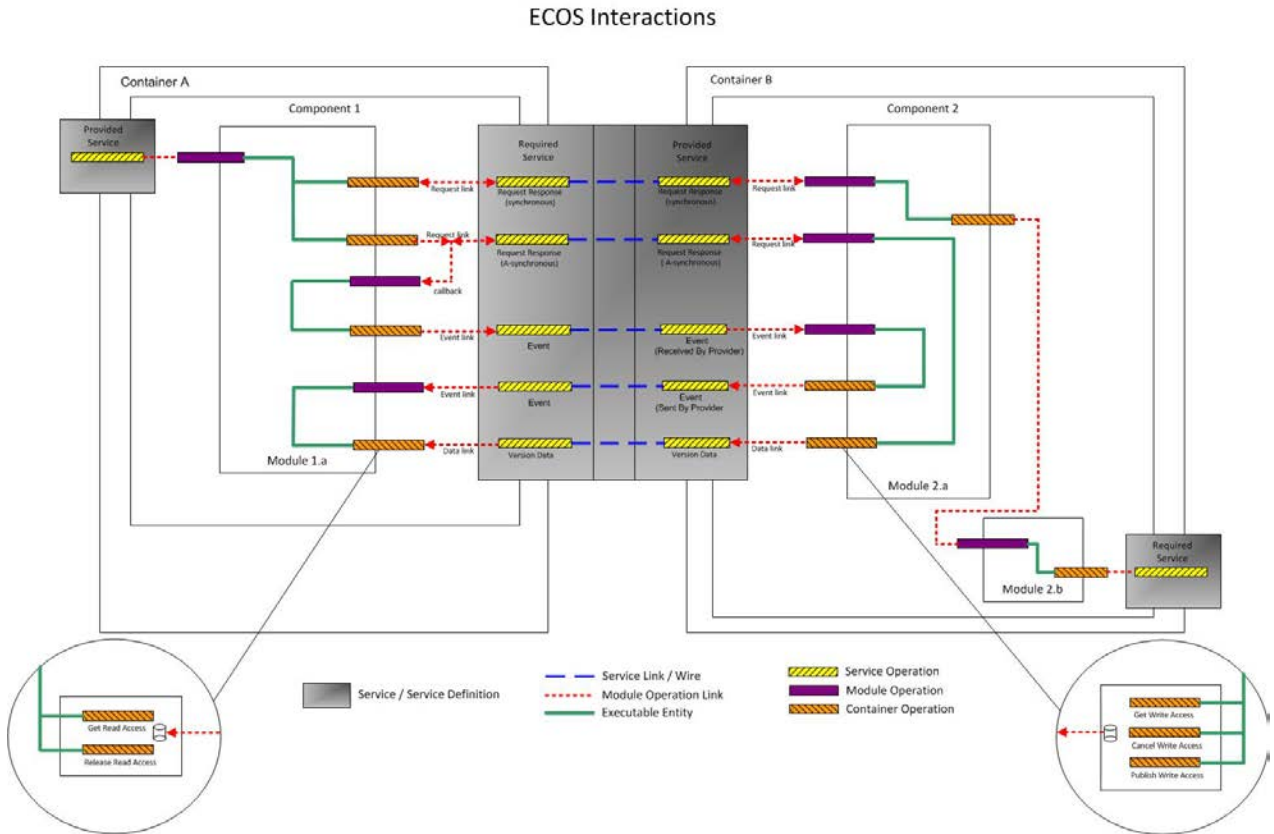 ECOS Interactions
Container A
Component 1
Provided
Service
Required
Service
Request link
Request Response
(synchronous)
Request link
Request Response
(A-synchronous)
callback
Event link
Event
Event link
Event
Data link
Version Data
Module 1.a
Container B
Component 2
Provided
Service
Request link
Request Response
(synchronous)
Request link
Request Response
( A-synchronous)
Event link
Event
(Received By Provider)
Event link
Event
(Sent By Provider
Data link
Version Data
Module 2.a
Required
Service
Module 2.b
Get Read Access
Release Read Access
Service / Service Definition
Service Link / Wire
Module Operation Link
Executable Entity
Service Operation
Module Operation
Container Operation
Get Write Access
Cancel Write Access
Publish Write Access